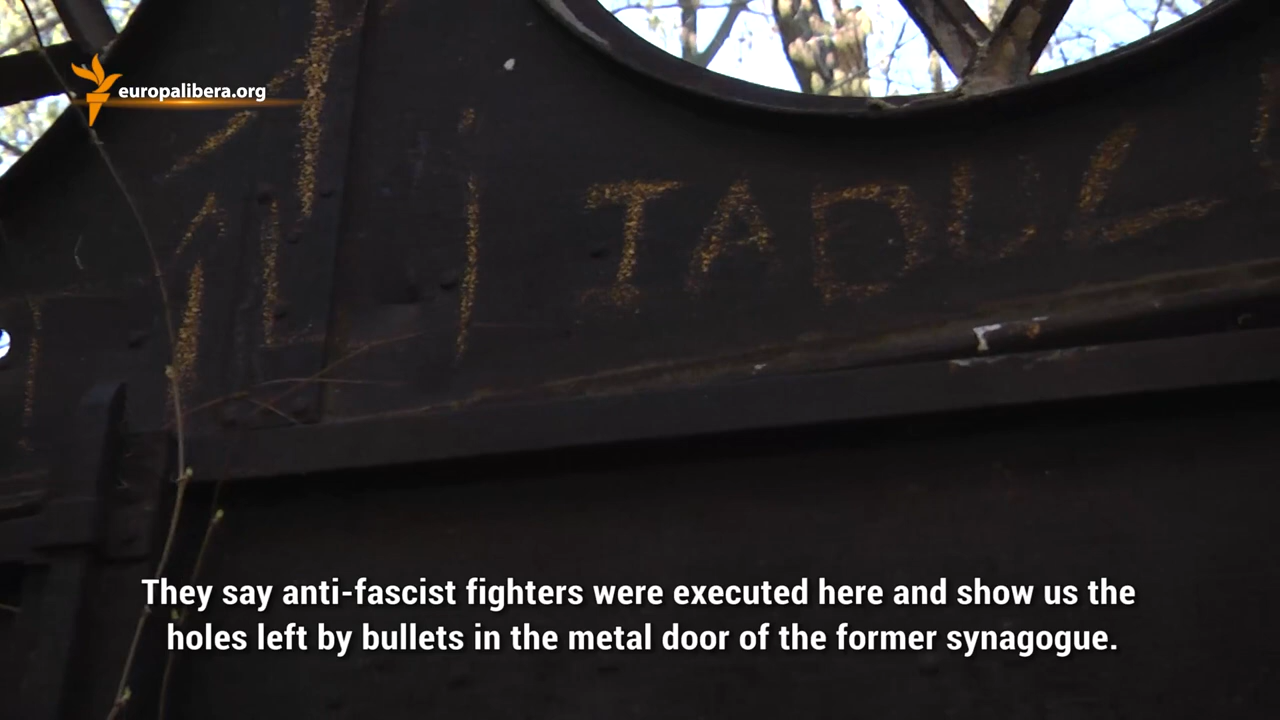 europalibera.org
They say anti-fascist fighters were executed here and show us the
holes left by bullets in the metal door of the former synagogue.